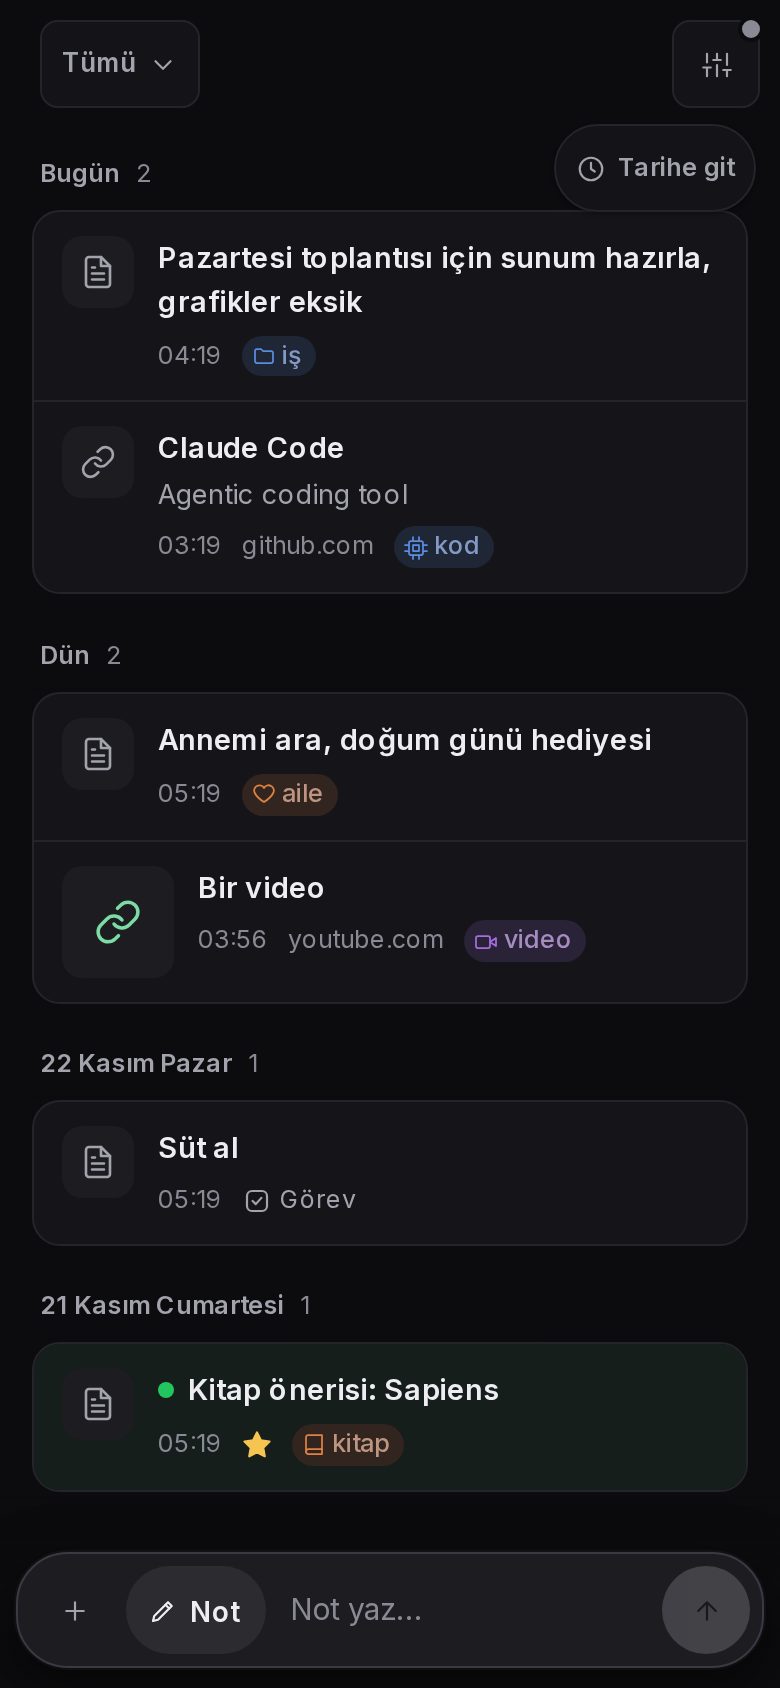 Tümü
Tarihe git
Bugün 2
Pazartesi toplantısı için sunum hazırla,
grafikler eksik
04:19 iş
Claude Code
Agentic coding tool
03:19 github.com kod
Dün 2
Annemi ara, doğum günü hediyesi
05:19 aile
Bir video
03:56 youtube.com video
22 Kasım Pazar 1
Süt al
05:19 Görev
21 Kasım Cumartesi 1
Kitap önerisi: Sapiens
05:19 kitap
Not Not yaz...